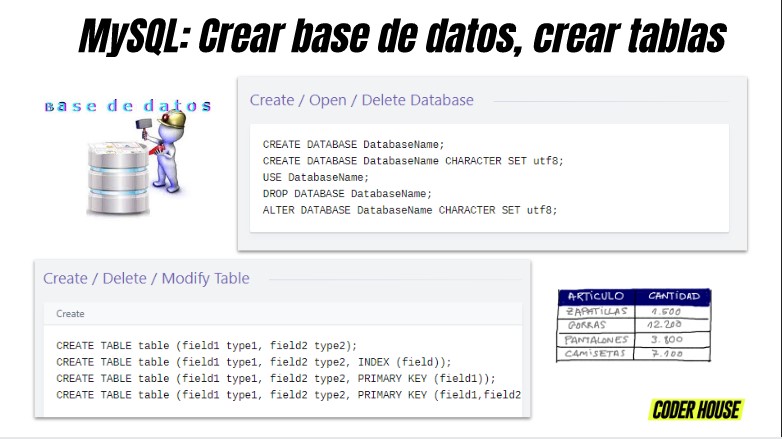 MySQL: Crear base de datos, crear tablas
Base de datos
Create / Open / Delete Database
CREATE DATABASE DatabaseName;
CREATE DATABASE DatabaseName CHARACTER SET utf8;
USE DatabaseName;
DROP DATABASE DatabaseName;
ALTER DATABASE DatabaseName CHARACTER SET utf8;
Create / Delete / Modify Table
Create
CREATE TABLE table (field1 type1, field2 type2);
CREATE TABLE table (field1 type1, field2 type2, INDEX (field));
CREATE TABLE table (field1 type1, field2 type2, PRIMARY KEY (field1));
CREATE TABLE table (field1 type1, field2 type2, PRIMARY KEY (field1,field2
ARTÍCULO CANTIDAD
ZAPATILLAS 1.500
GORRAS 12.200
PANTALONES 3.800
CAMISETAS 7.100
CODER HOUSE